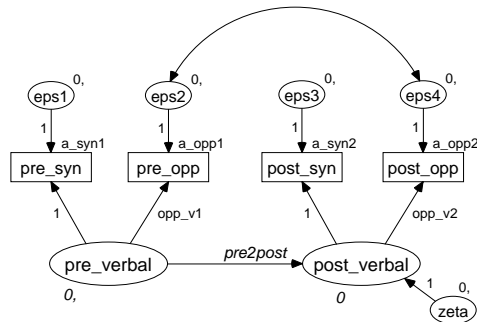 0, 0, 0, 0,
eps1 eps2 eps3 eps4
1 1 1 1
a_syn1 a_opp1 a_syn2 a_opp2
pre_syn pre_opp post_syn post_opp
1 opp_v1 1 opp_v2
pre2post
pre_verbal post_verbal
0, 0
1 0,
zeta